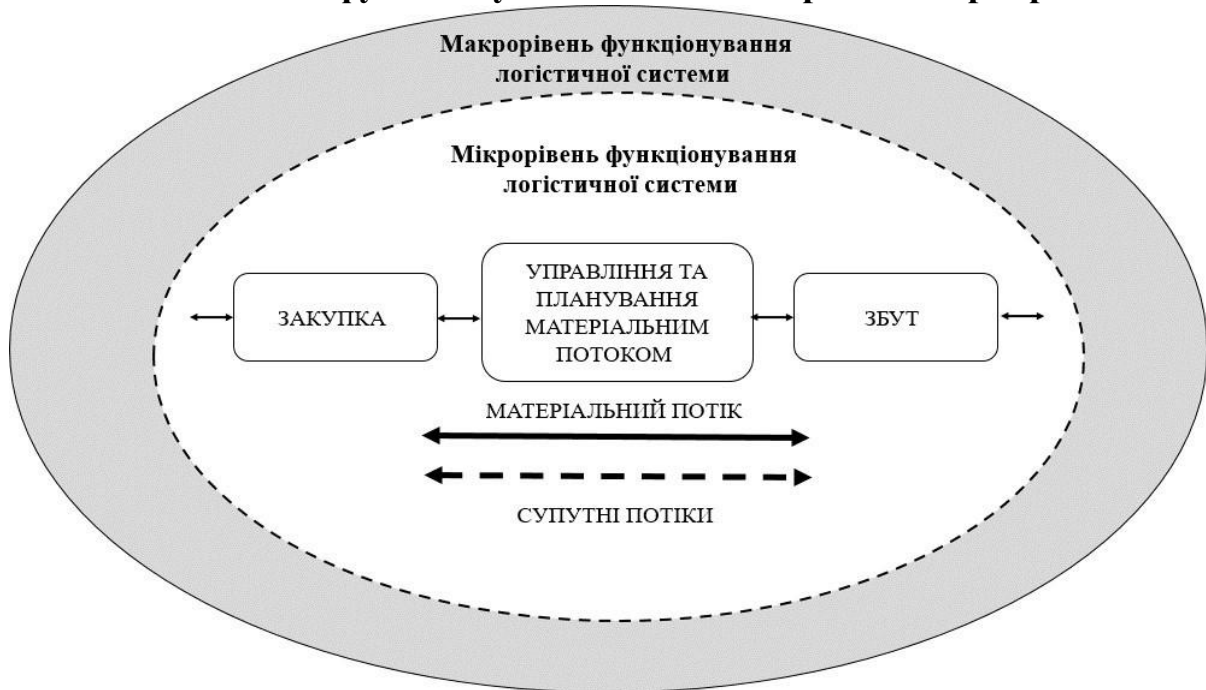 Макрорівень функціонування
логістичної системи
Мікрорівень функціонування
логістичної системи
ЗАКУПКА
УПРАВЛІННЯ ТА
ПЛАНУВАННЯ
МАТЕРІАЛЬНИМ
ПОТОКОМ
ЗБУТ
МАТЕРІАЛЬНИЙ ПОТІК
СУПУТНІ ПОТІКИ